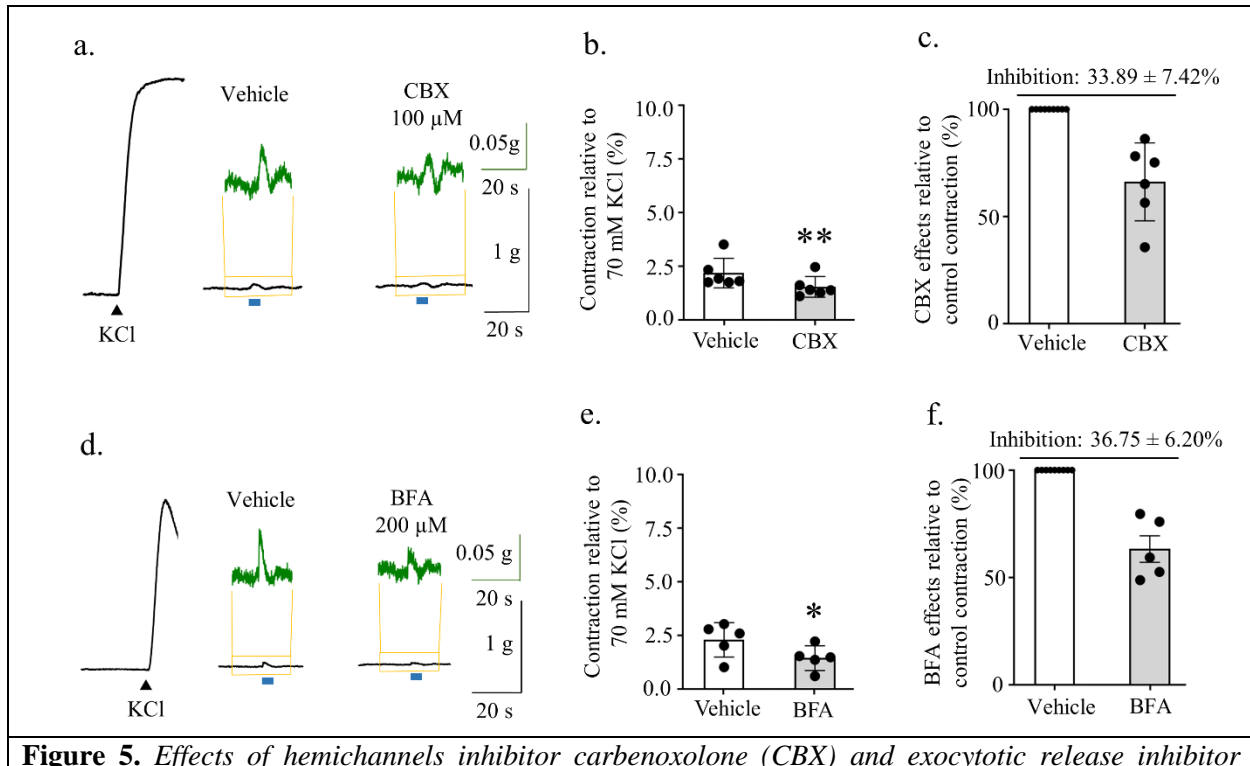 a.
Vehicle
CBX
100 µM
0.05g
20 s
1 g
20 s
KCl
b.
Contraction relative to
70 mM KCl (%)
10.0
7.5
5.0
2.5
0.0
**
Vehicle
CBX
c.
Inhibition: 33.89 ± 7.42%
CBX effects relative to
control contraction (%)
100
50
0
Vehicle
CBX
d.
Vehicle
BFA
200 µM
0.05 g
20 s
1 g
20 s
KCl
e.
Contraction relative to
70 mM KCl (%)
10.0
7.5
5.0
2.5
0.0
*
Vehicle
BFA
f.
Inhibition: 36.75 ± 6.20%
BFA effects relative to
control contraction (%)
100
50
0
Vehicle
BFA
Figure 5. Effects of hemichannels inhibitor carbenoxolone (CBX) and exocytotic release inhibitor